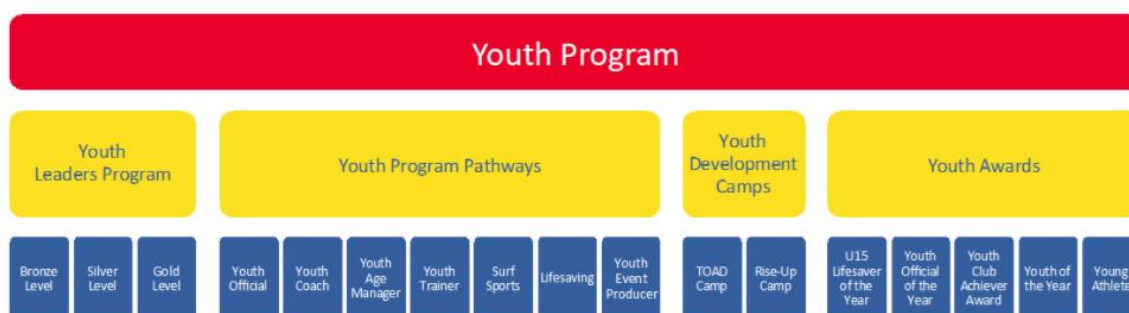 Youth Program
Youth
Leaders Program
Youth Program Pathways
Youth
Development
Camps
Youth Awards
Bronze
Level
Silver
Level
Gold
Level
Youth
Official
Youth
Coach
Youth
Age
Manager
Youth
Trainer
Surf
Sports
Lifesaving
Youth
Event
Producer
TOAD
Camp
Rise-Up
Camp
U15
Lifesaver
of the
Year
Youth
Official
of the
Year
Youth
Club
Achiever
Award
Youth of
the Year
Young
Athlete